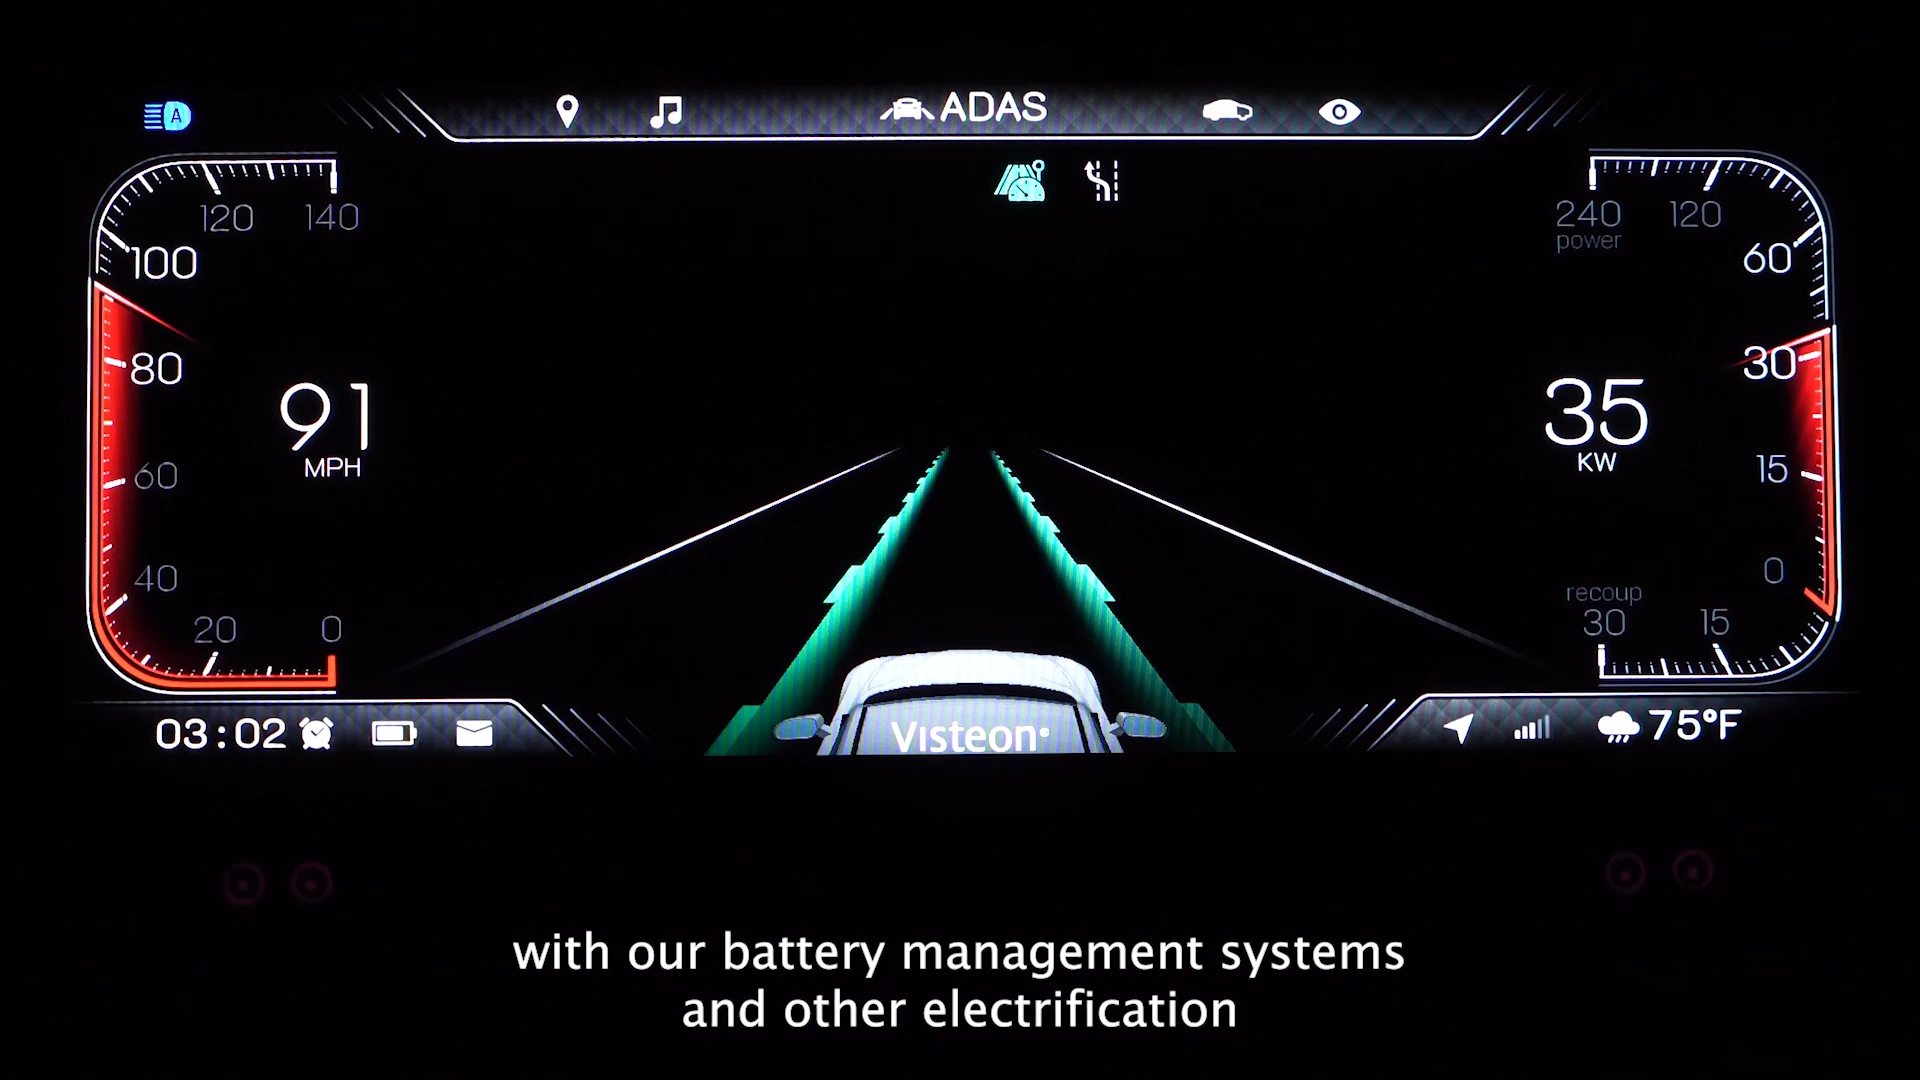 A
ADAS
120 140
100
80
60
40
20 0
91
MPH
240 120
power
60
30
15
0
recoup
30 15
35
KW
03:02
Visteon
75°F
with our battery management systems
and other electrification